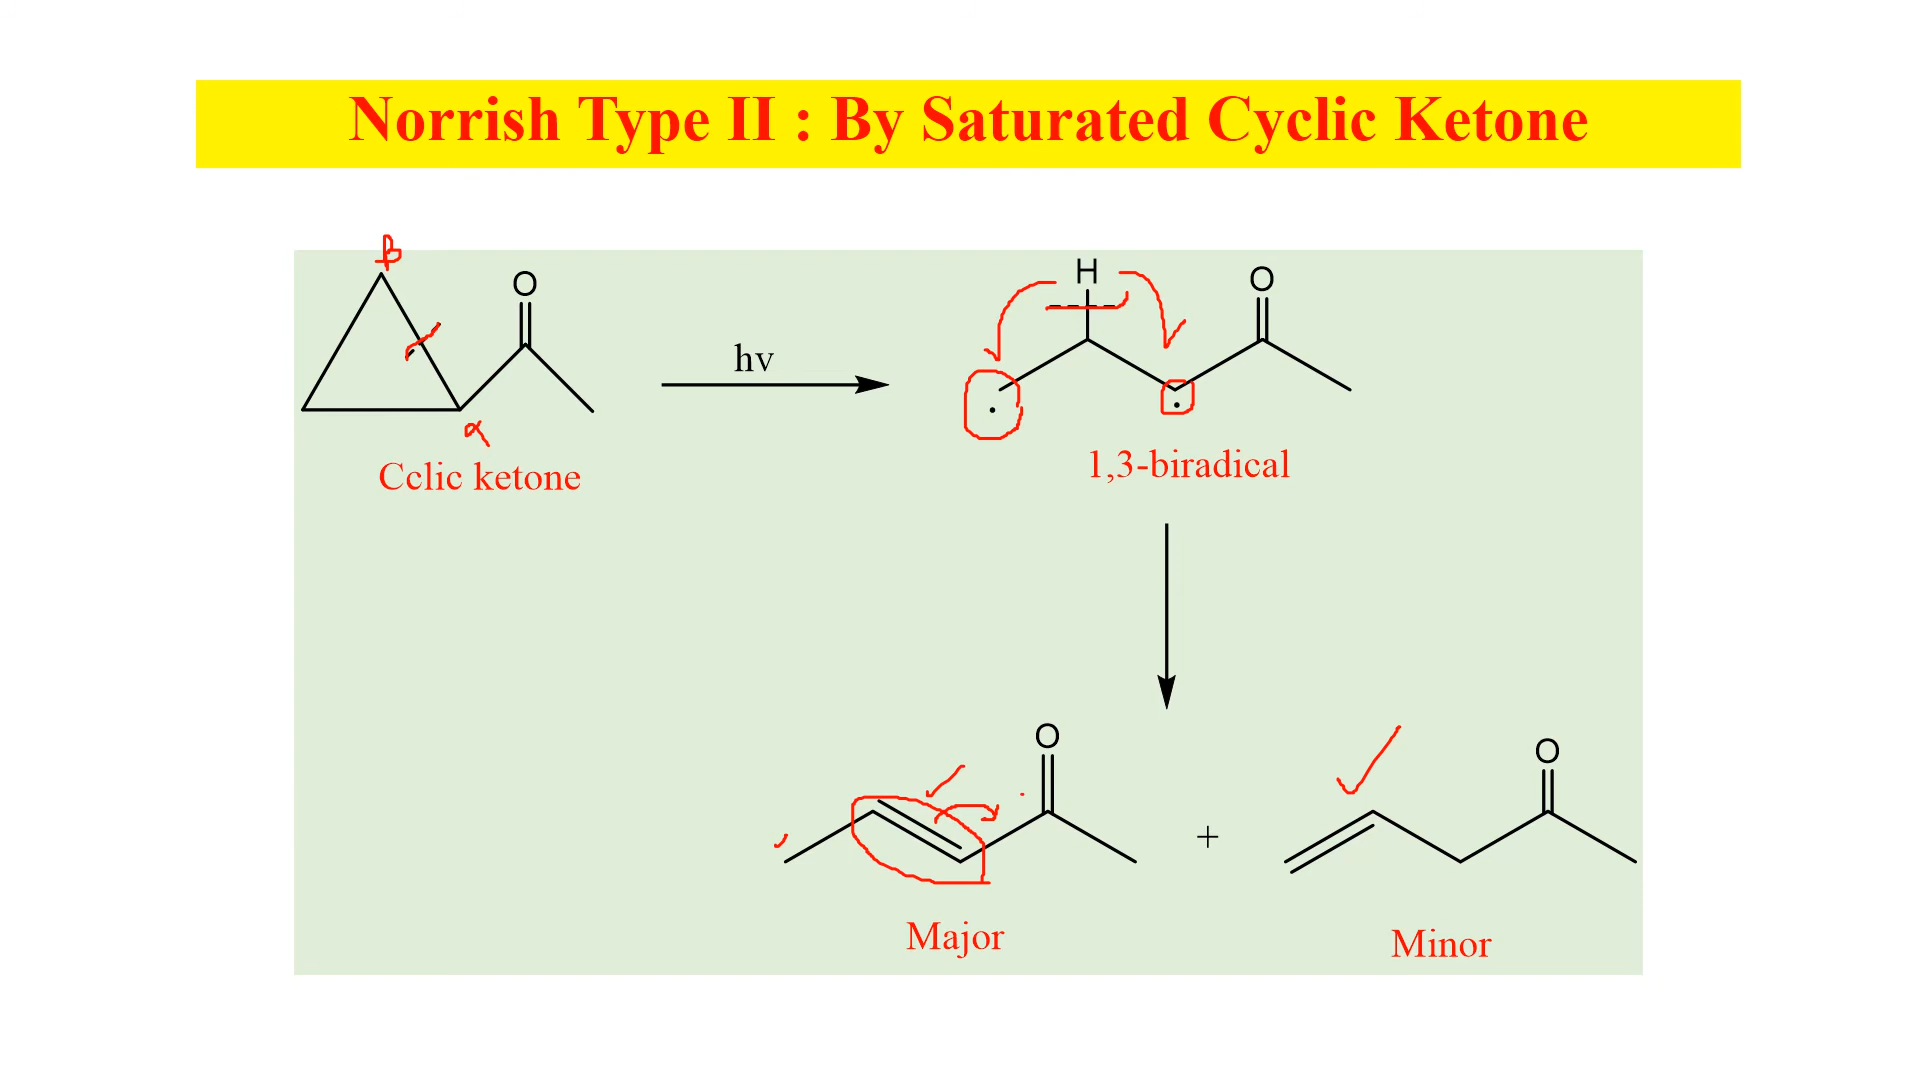 Norrish Type II : By Saturated Cyclic Ketone
β
O
H
O
hv
α
Cclic ketone
1,3-biradical
O
O
+
Major
Minor